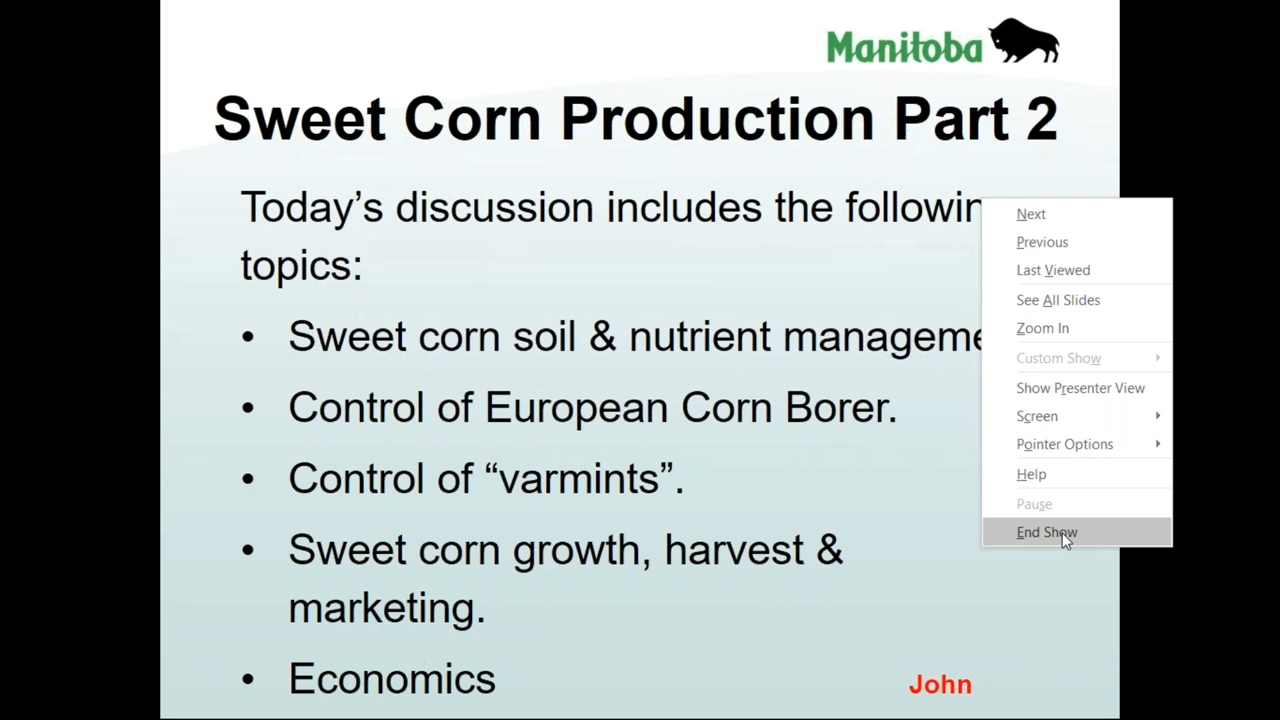 Manitoba
Sweet Corn Production Part 2
Today's discussion includes the followin
topics:
• Sweet corn soil & nutrient manageme
• Control of European Corn Borer.
• Control of “varmints”.
• Sweet corn growth, harvest &
marketing.
• Economics
John
Next
Previous
Last Viewed
See All Slides
Zoom In
Custom Show
Show Presenter View
Screen
Pointer Options
Help
Pause
End Show